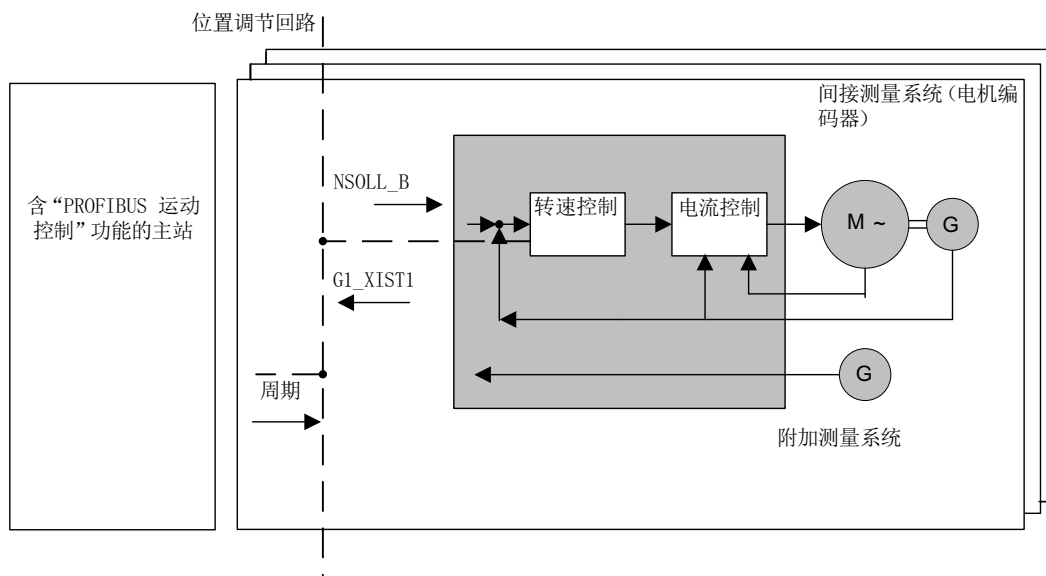 位置调节回路
间接测量系统（电机编
码器）
NSOLL_B
含“PROFIBUS 运动
控制”功能的主站
转速控制
电流控制
M ~
G
G1_XIST1
周期
G
附加测量系统